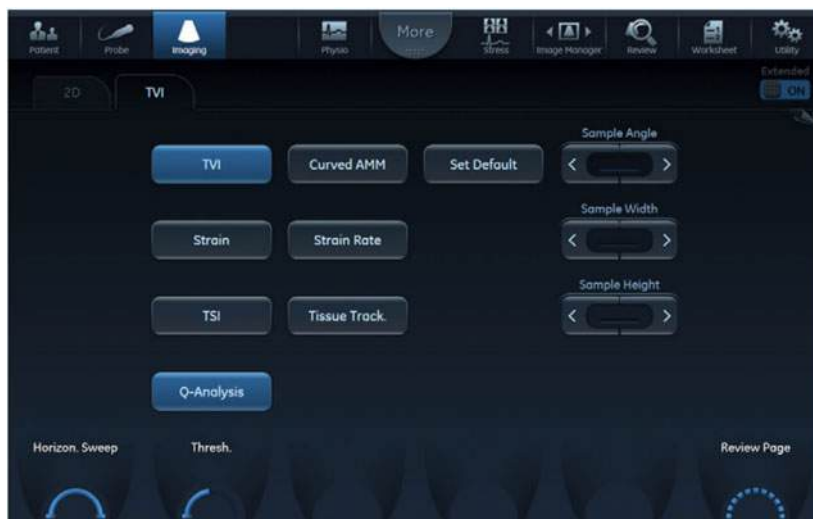 Patient
Probe
Imaging
Physio
More
Stress
Image Manager
Review
Worksheet
Utility
Extended
ON
2D
TVI
Sample Angle
TVI
Curved AMM
Set Default
Sample Width
Strain
Strain Rate
Sample Height
TSI
Tissue Track.
Q-Analysis
Horizon. Sweep
Thresh.
Review Page